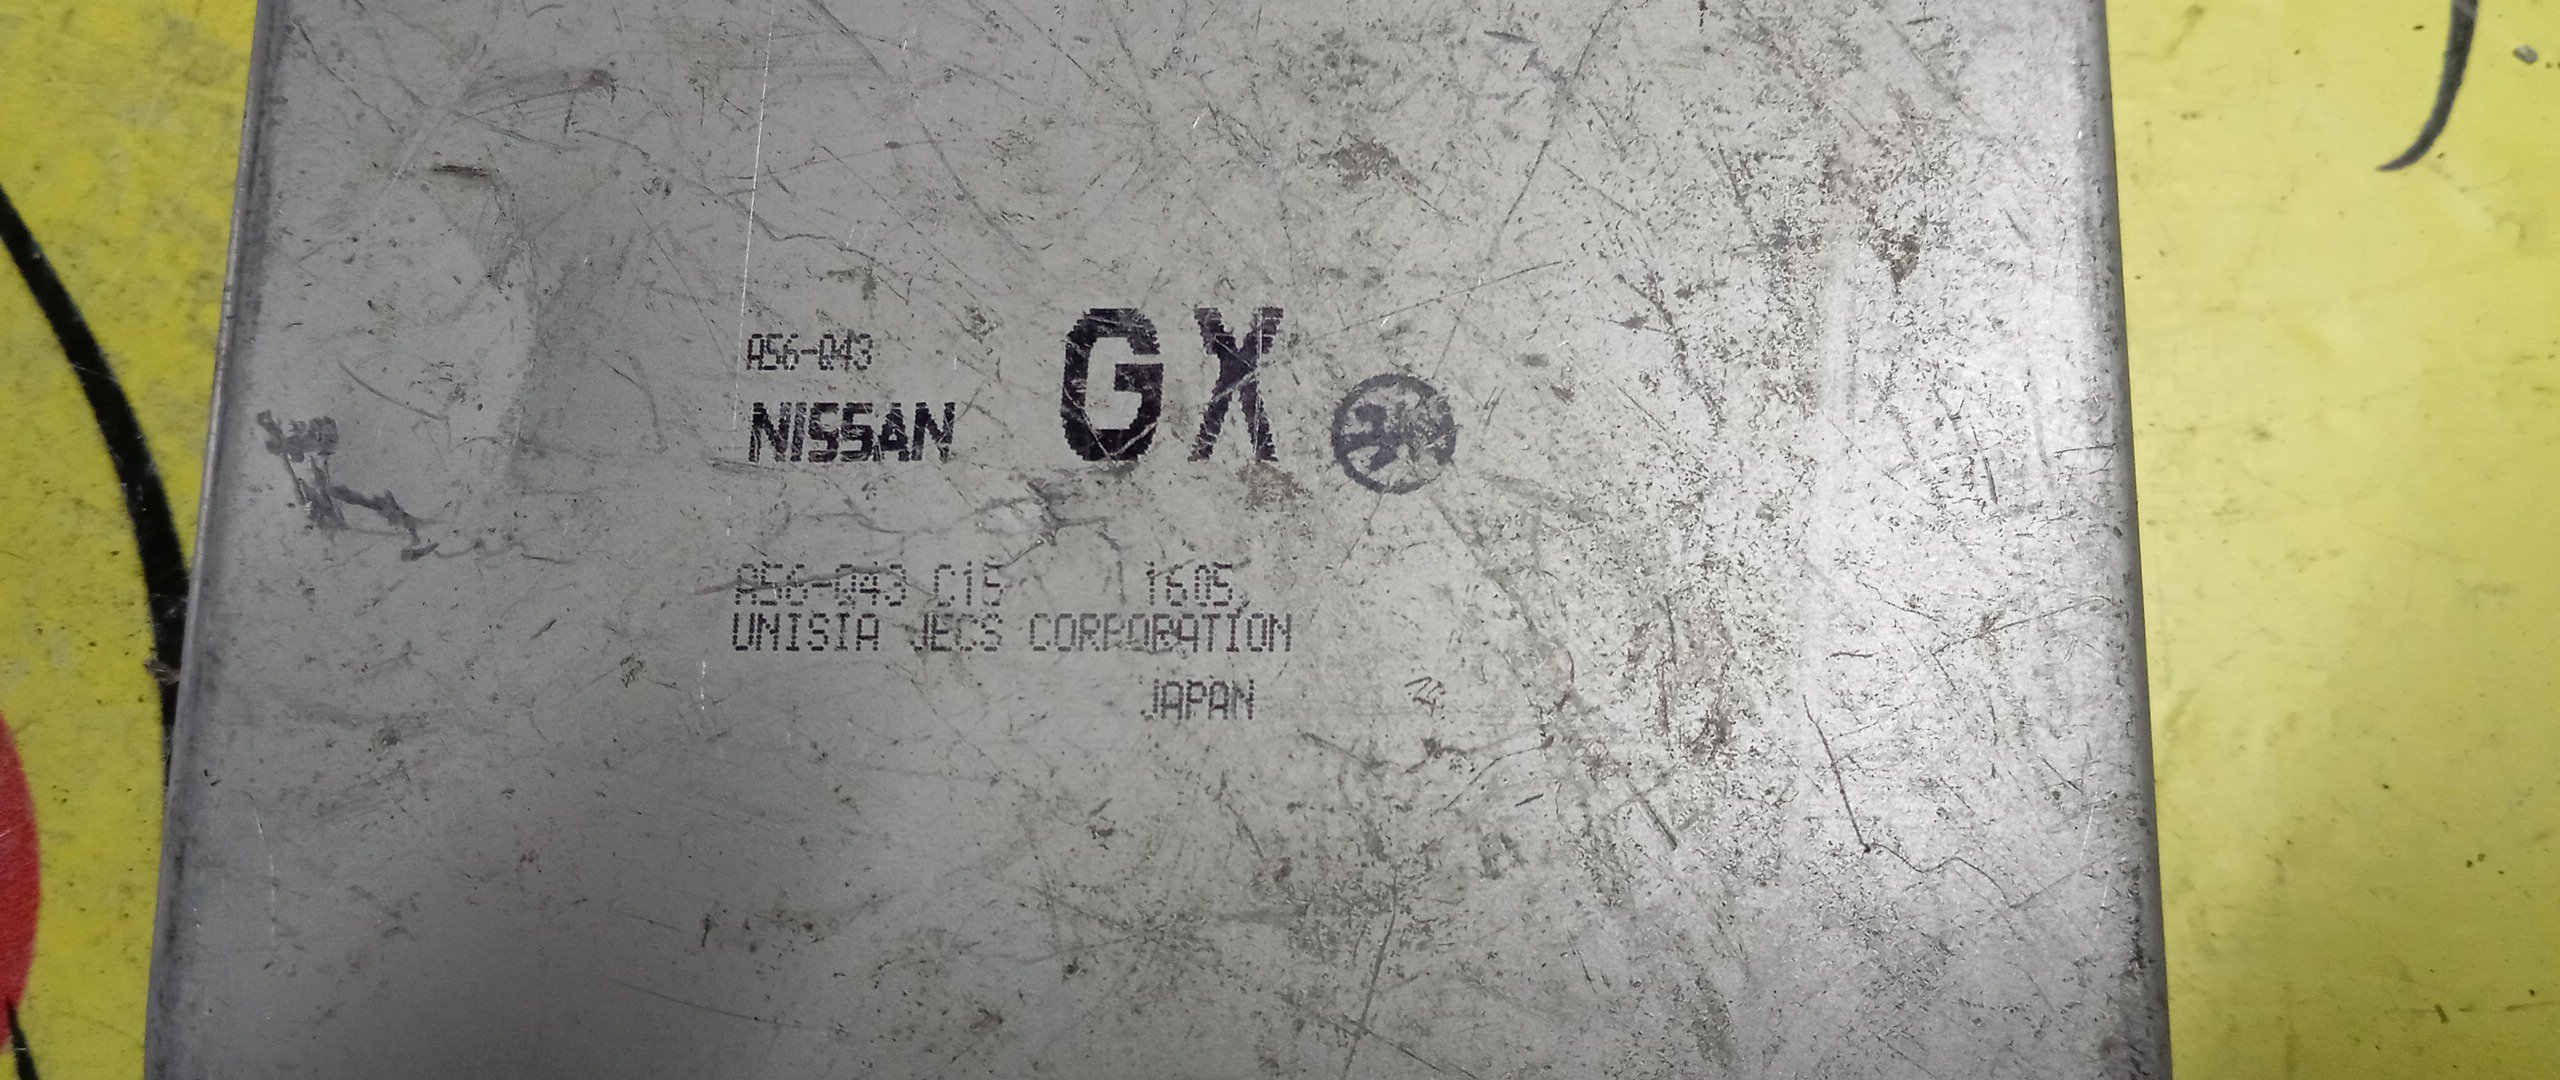 A56-Q43
NISSAN GX
A56-Q43 C15 1605
UNISIA JECS CORPORATION
JAPAN